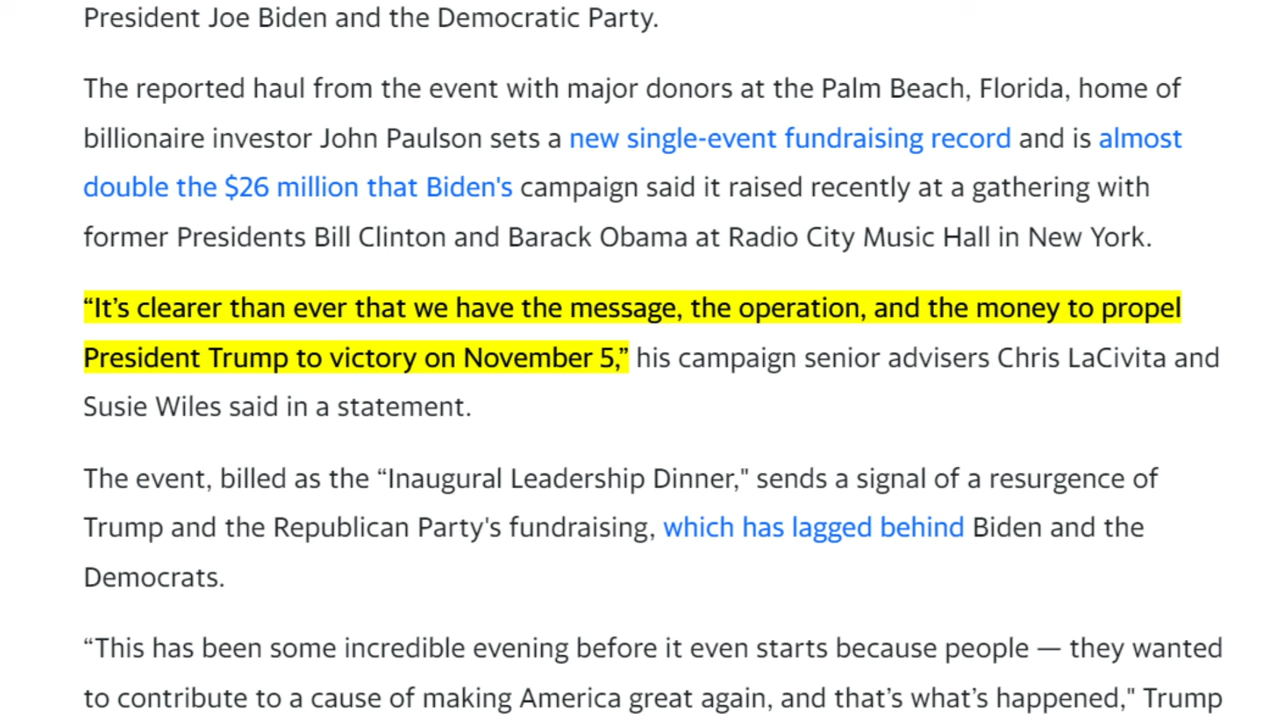 President Joe Biden and the Democratic Party.
The reported haul from the event with major donors at the Palm Beach, Florida, home of
billionaire investor John Paulson sets a new single-event fundraising record and is almost
double the $26 million that Biden's campaign said it raised recently at a gathering with
former Presidents Bill Clinton and Barack Obama at Radio City Music Hall in New York.
“It’s clearer than ever that we have the message, the operation, and the money to propel
President Trump to victory on November 5,” his campaign senior advisers Chris LaCivita and
Susie Wiles said in a statement.
The event, billed as the “Inaugural Leadership Dinner," sends a signal of a resurgence of
Trump and the Republican Party's fundraising, which has lagged behind Biden and the
Democrats.
“This has been some incredible evening before it even starts because people — they wanted
to contribute to a cause of making America great again, and that’s what’s happened," Trump